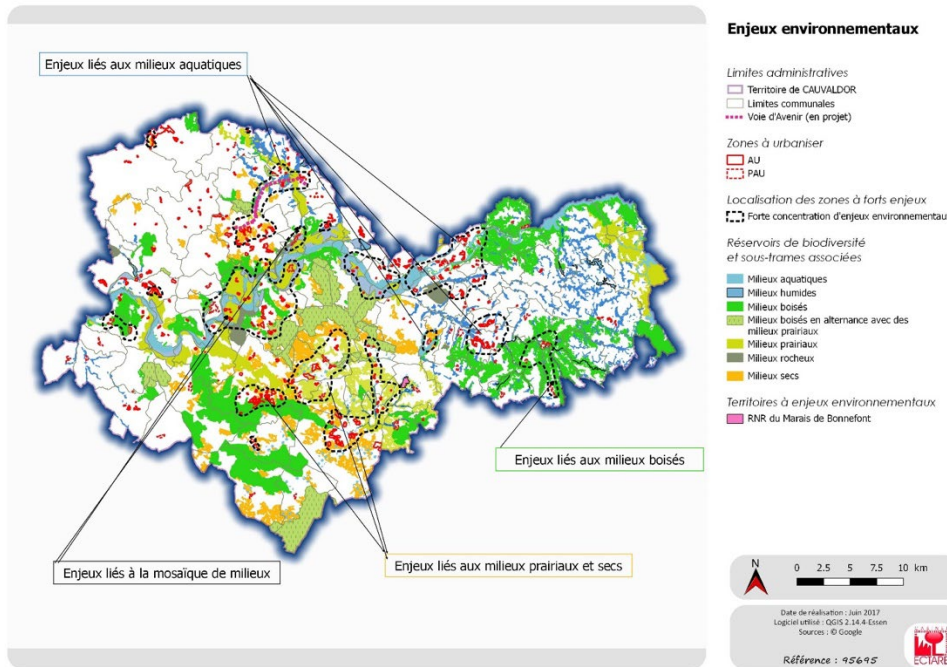 Enjeux environnementaux
Limites administratives
Territoire de CAUVALDOR
Limites communales
Voie d'Avenir (en projet)
Zones à urbaniser
AU
PAU
Localisation des zones à forts enjeux
Forte concentration d'enjeux environnementaux
Réservoirs de biodiversité
et sous-trames associées
Milieux aquatiques
Milieux humides
Milieux boisés
Milieux boisés en alternance avec des
milieux prairiaux
Milieux prairiaux
Milieux rocheux
Milieux secs
Territoires à enjeux environnementaux
RNR du Marais de Bonnefont
Enjeux liés aux milieux aquatiques
Enjeux liés aux milieux boisés
Enjeux liés à la mosaïque de milieux
Enjeux liés aux milieux prairiaux et secs
N
0 2.5 5 7.5 10 km
Date de réalisation : Juin 2017
Logiciel utilisé : QGIS 2.14.4-Essen
Sources : © Google
Référence : 95695
ECTARE